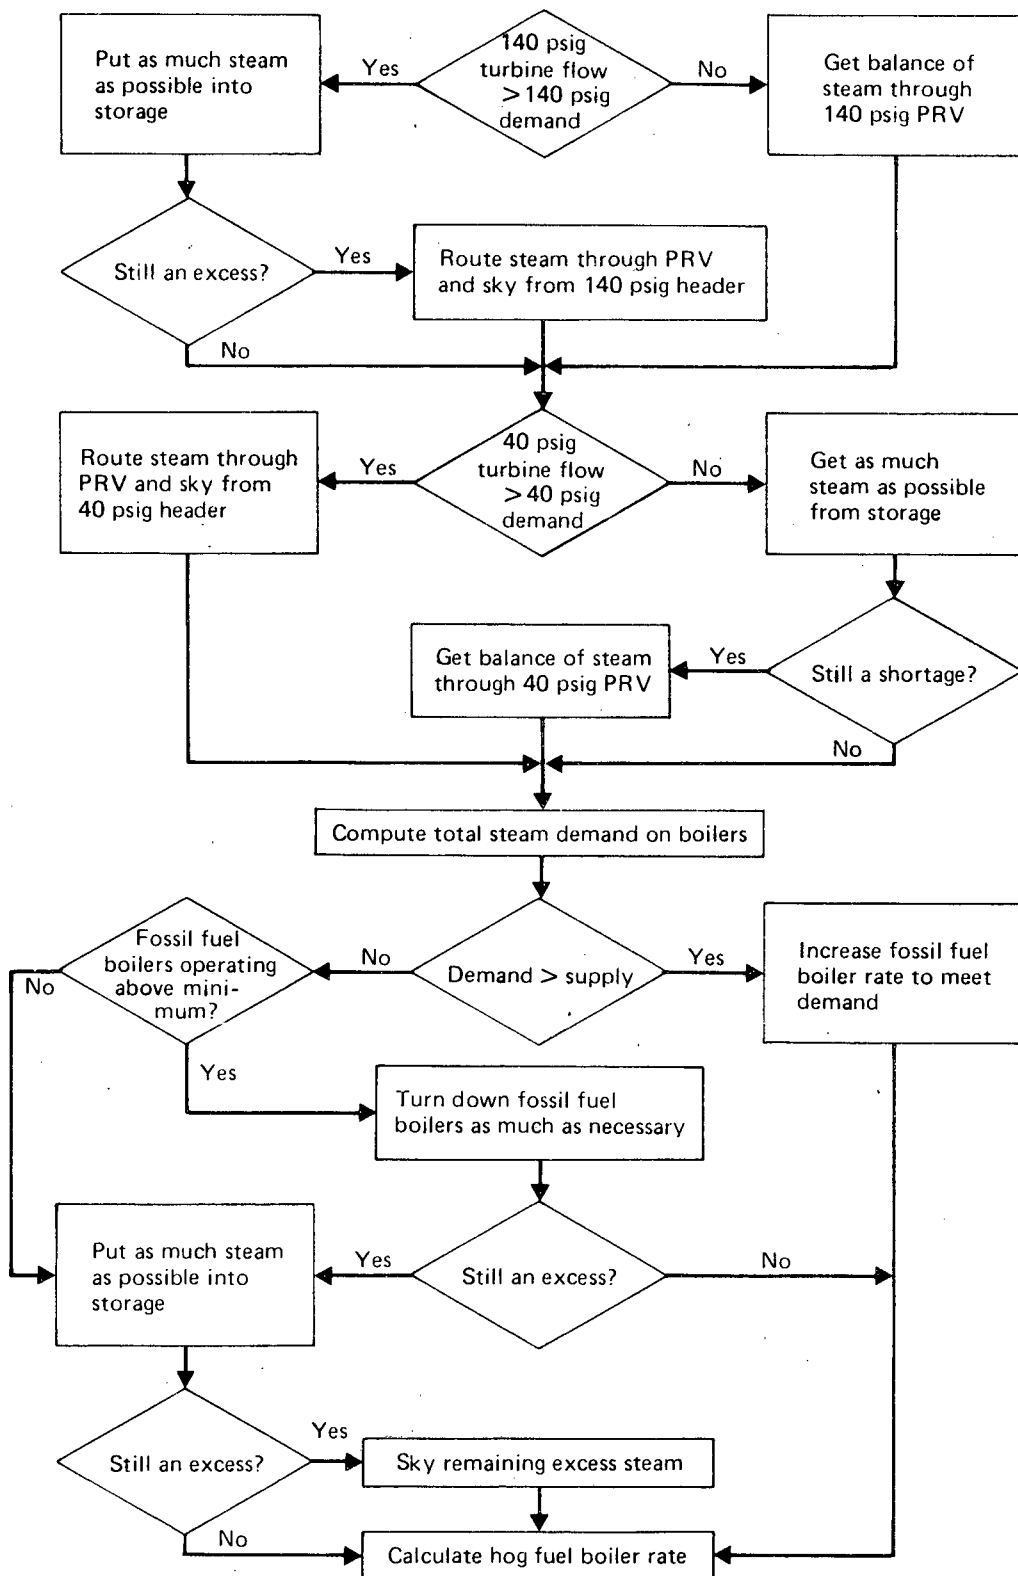 Put as much steam
as possible into
storage
Yes
140 psig
turbine flow
> 140 psig
demand
No
Get balance of
steam through
140 psig PRV
Still an excess?
Yes
Route steam through PRV
and sky from 140 psig header
No
Route steam through
PRV and sky from
40 psig header
Yes
40 psig
turbine flow
> 40 psig
demand
No
Get as much
steam as possible
from storage
Get balance of steam
through 40 psig PRV
Yes
Still a shortage?
No
Compute total steam demand on boilers
Fossil fuel
boilers operating
above mini-
mum?
No
No
Demand > supply
Yes
Increase fossil fuel
boiler rate to meet
demand
Yes
Turn down fossil fuel
boilers as much as necessary
Put as much steam
as possible into
storage
Yes
Still an excess?
No
Still an excess?
Yes
Sky remaining excess steam
No
Calculate hog fuel boiler rate